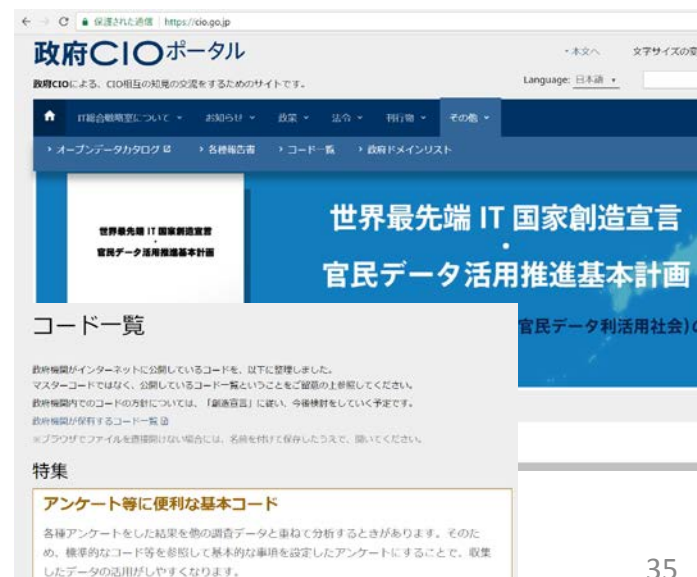 保護された通信 https://cio.go.jp
政府CIOポータル
・本文へ 文字サイズの変
政府CIOによる、CIO相互の知見の交流をするためのサイトです。
Language: 日本語
IT総合戦略室について お知らせ 政策 法令 刊行物 その他
オープンデータカタログ 各種報告書 コード一覧 政府ドメインリスト
世界最先端 IT 国家創造宣言
・
官民データ活用推進基本計画
世界最先端 IT 国家創造宣言
・
官民データ活用推進基本計画
官民データ利活用社会)の
コード一覧
政府機関がインターネットに公開しているコードを、以下に整理しました。
マスターコードではなく、公開しているコード一覧ということをご留意の上参照してください。
政府機関内でのコードの方針については、「創造宣言」に従い、今後検討をしていく予定です。
政府機関が保有するコード一覧
※ブラウザでファイルを直接開けない場合には、名前を付けて保存したうえで、開いてください。
特集
アンケート等に便利な基本コード
各種アンケートをした結果を他の調査データと重ねて分析するときがあります。そのた
め、標準的なコード等を参照して基本的な事項を設定したアンケートにすることで、収集
したデータの活用がしやすくなります。
35